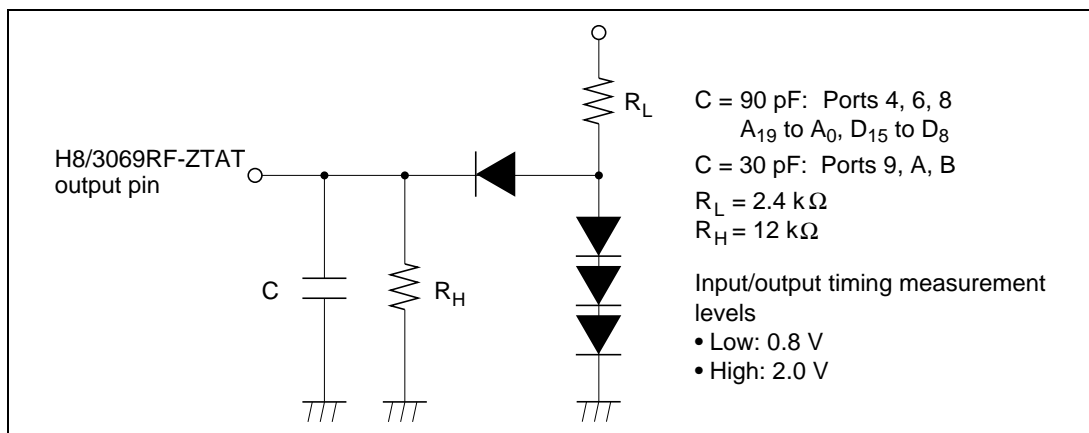 H8/3069RF-ZTAT
output pin
C
R_H
R_L
C = 90 pF: Ports 4, 6, 8
A₁₉ to A₀, D₁₅ to D₈
C = 30 pF: Ports 9, A, B
R_L = 2.4 kΩ
R_H = 12 kΩ
Input/output timing measurement
levels
• Low: 0.8 V
• High: 2.0 V